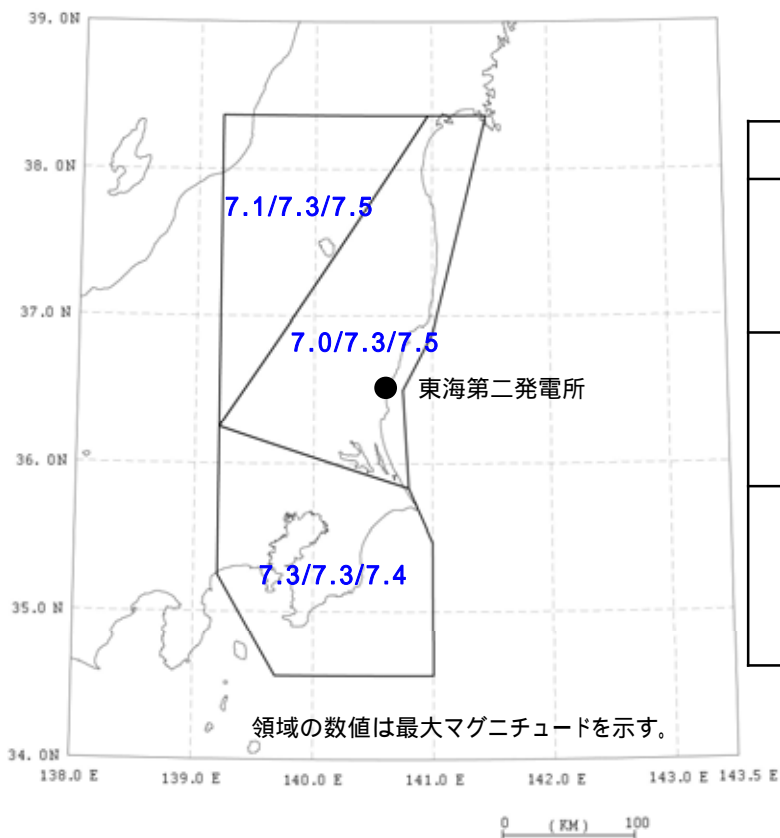 39. 0N
38. 0N
7.1/7.3/7.5
37.0 N
7.0/7.3/7.5
東海第二発電所
36. 0N
7.3/7.3/7.4
35.0 N
領域の数値は最大マグニチュードを示す。
34. 0N
138.0 E 139.0 E 140.0 E 141.0 E 142.0 E 143.0 E 143.5 E
0 (KM) 100